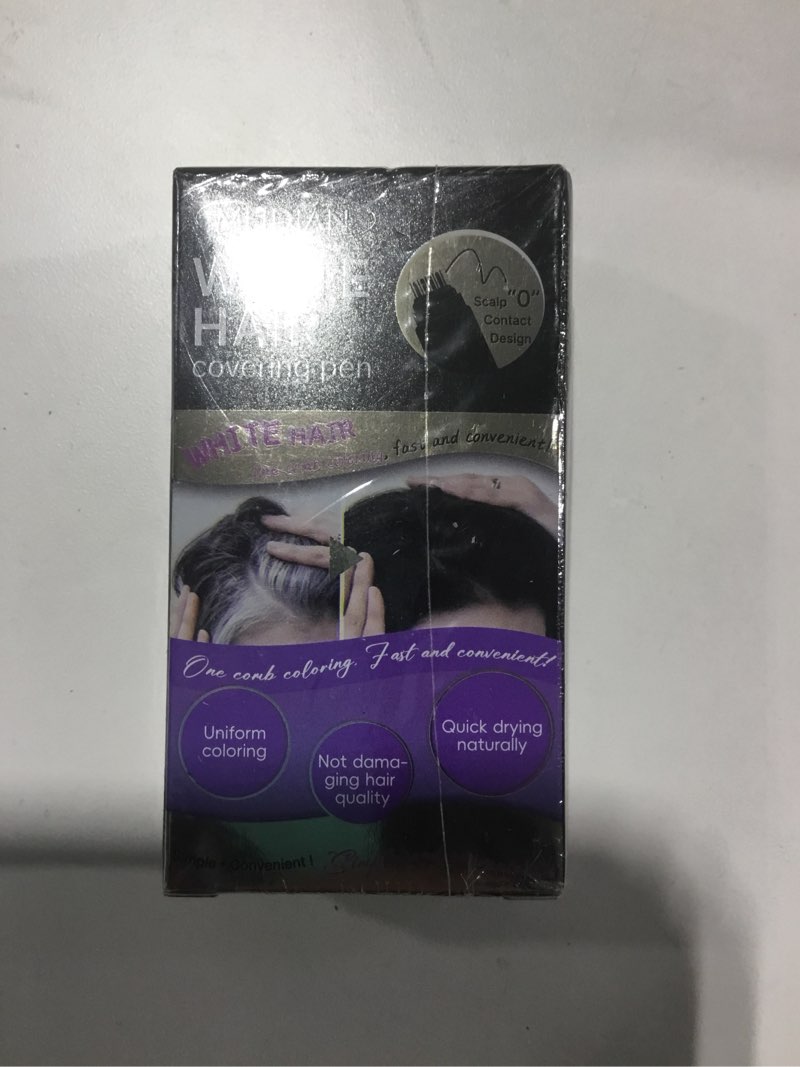 HAIR
covering pen
Scalp "0"
Contact
Design
WHITE HAIR
, fast and convenient!
One comb coloring. Fast and convenient!
Uniform
coloring
Quick drying
naturally
Not dama-
ging hair
quality
• Convenient !